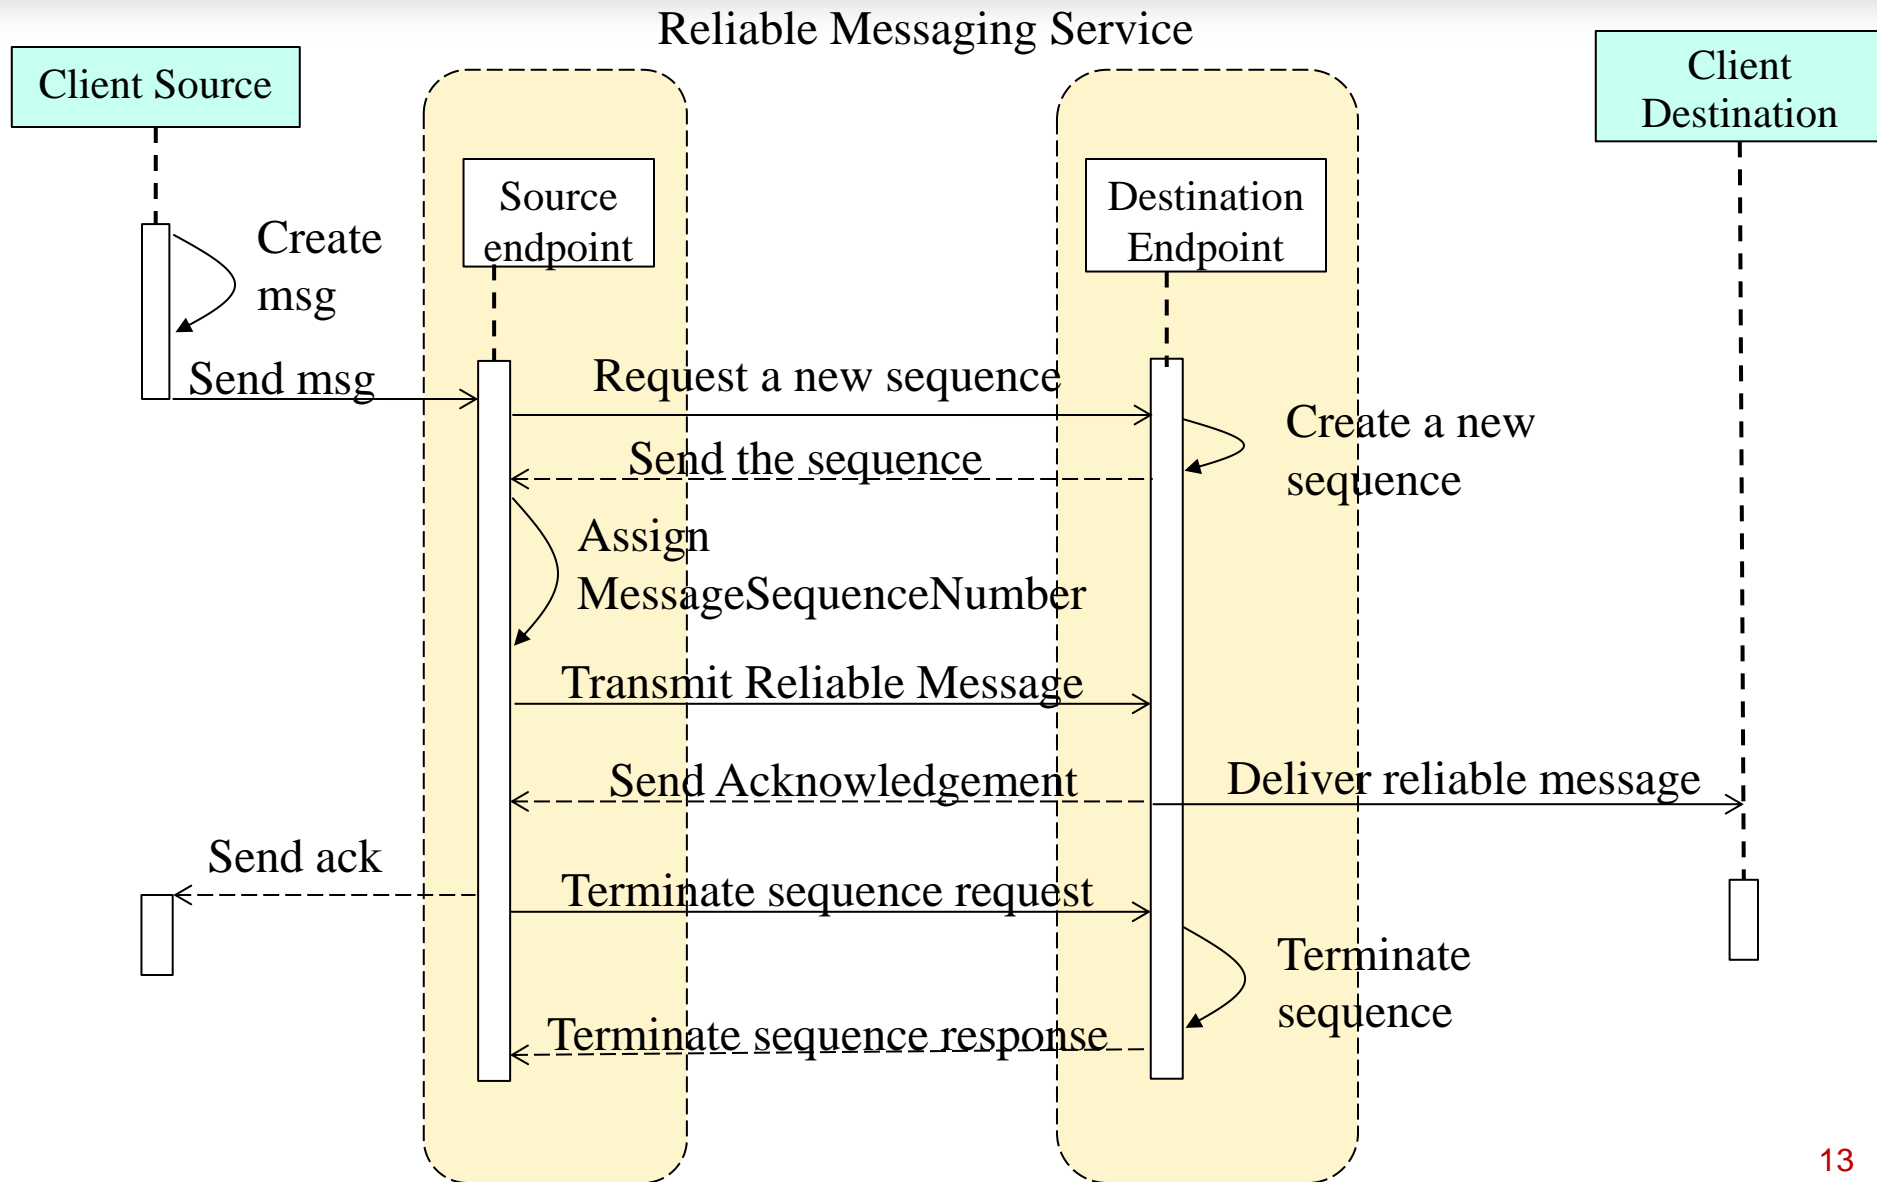 Reliable Messaging Service
Client Source
Client
Destination
Source
endpoint
Destination
Endpoint
Create
msg
Send msg
Request a new sequence
Create a new
sequence
Send the sequence
Assign
MessageSequenceNumber
Transmit Reliable Message
Send Acknowledgement
Deliver reliable message
Send ack
Terminate sequence request
Terminate
sequence
Terminate sequence response
13